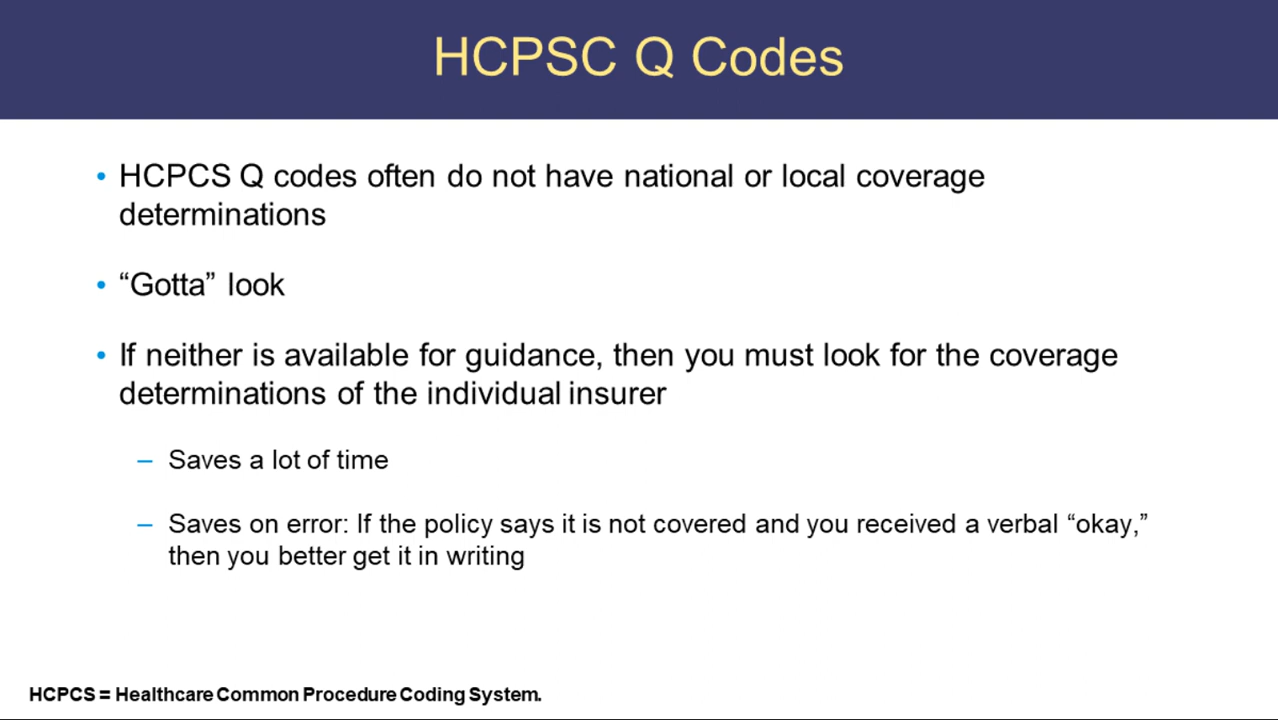 HCPSC Q Codes
• HCPCS Q codes often do not have national or local coverage
determinations
• “Gotta” look
• If neither is available for guidance, then you must look for the coverage
determinations of the individual insurer
– Saves a lot of time
– Saves on error: If the policy says it is not covered and you received a verbal “okay,”
then you better get it in writing
HCPCS = Healthcare Common Procedure Coding System.